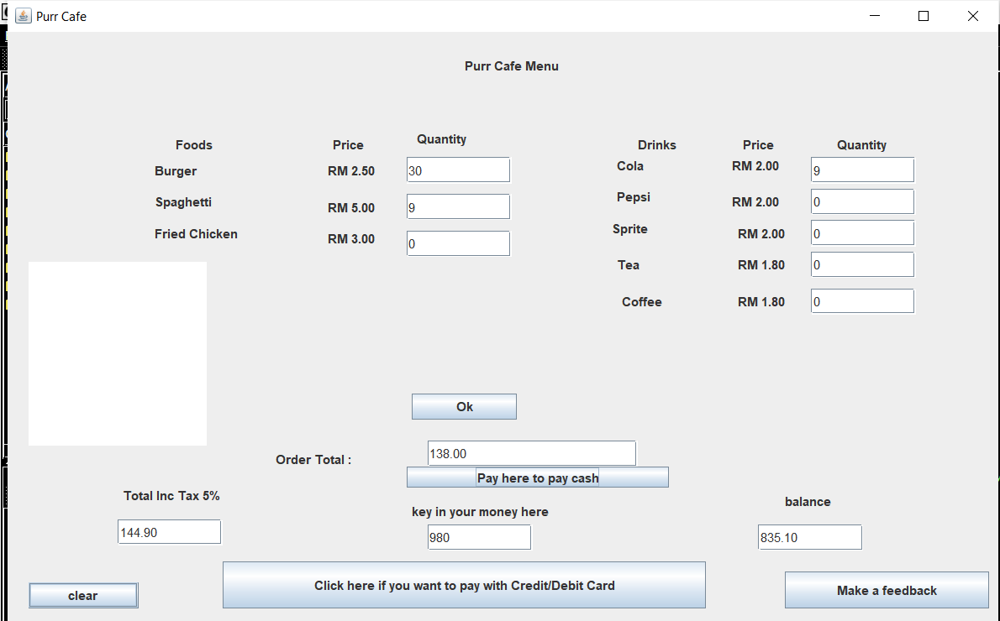 Purr Cafe
Purr Cafe Menu
Foods Price Quantity Drinks Price Quantity
Burger RM 2.50 30 Cola RM 2.00 9
Spaghetti RM 5.00 9 Pepsi RM 2.00 0
Fried Chicken RM 3.00 0 Sprite RM 2.00 0
Tea RM 1.80 0
Coffee RM 1.80 0
Ok
Order Total : 138.00
Pay here to pay cash
Total Inc Tax 5% key in your money here balance
144.90 980 835.10
clear Click here if you want to pay with Credit/Debit Card Make a feedback